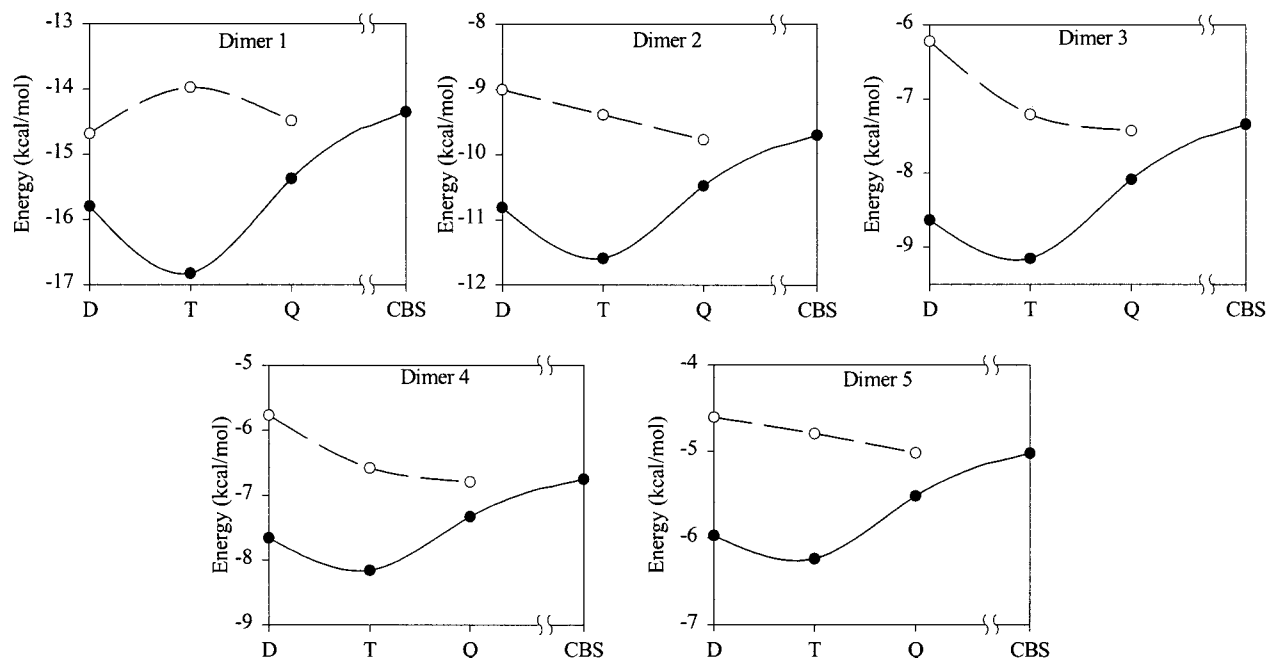 Dimer 1
Energy (kcal/mol)
-13
-14
-15
-16
-17
D T Q CBS
Dimer 2
Energy (kcal/mol)
-8
-9
-10
-11
-12
D T Q CBS
Dimer 3
Energy (kcal/mol)
-6
-7
-8
-9
D T Q CBS
Dimer 4
Energy (kcal/mol)
-5
-6
-7
-8
-9
D T Q CBS
Dimer 5
Energy (kcal/mol)
-4
-5
-6
-7
D T Q CBS